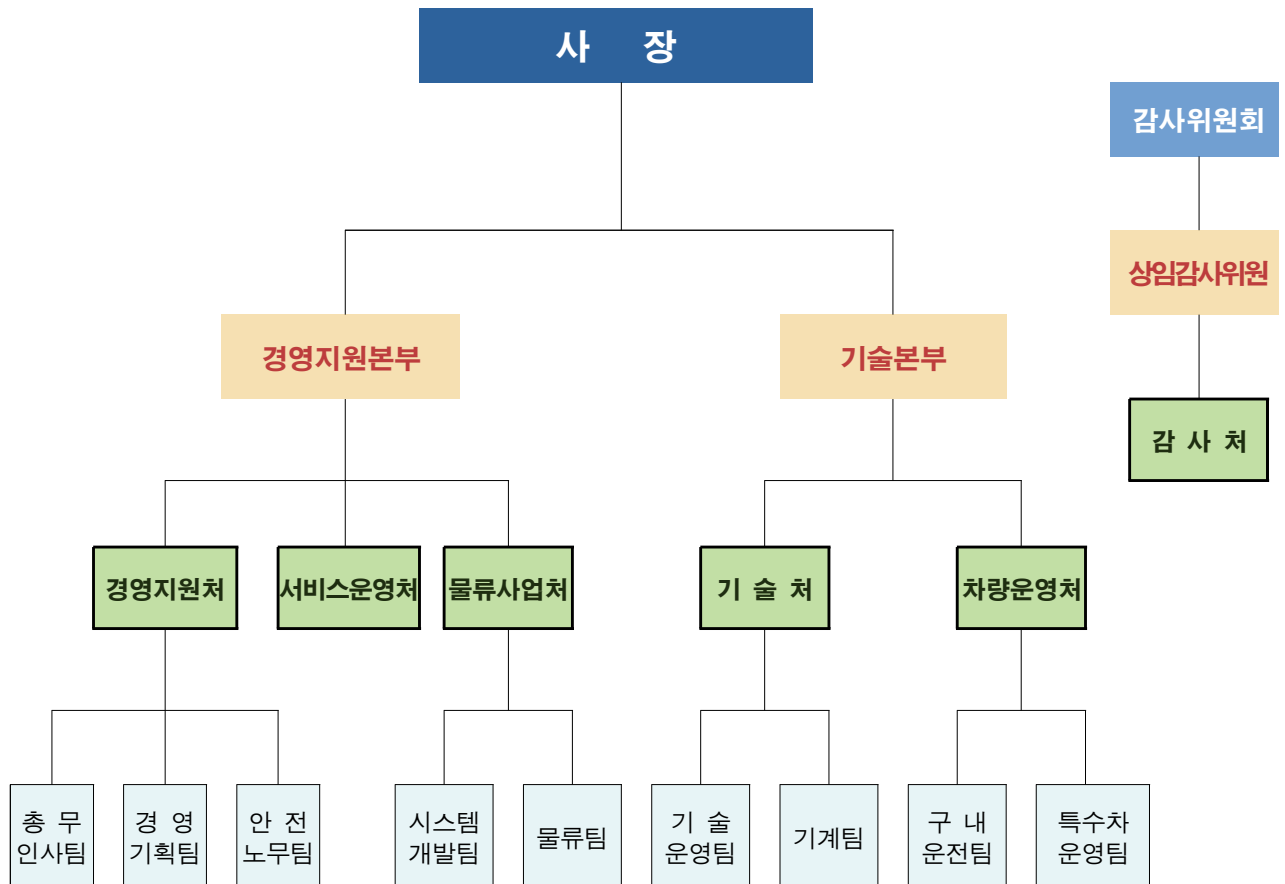 사 장
감사위원회
상임감사위원
경영지원본부
기술본부
감 사 처
경영지원처
서비스운영처
물류사업처
기 술 처
차량운영처
총 무
인사팀
경 영
기획팀
안 전
노무팀
시스템
개발팀
물류팀
기 술
운영팀
기계팀
구 내
운전팀
특수차
운영팀